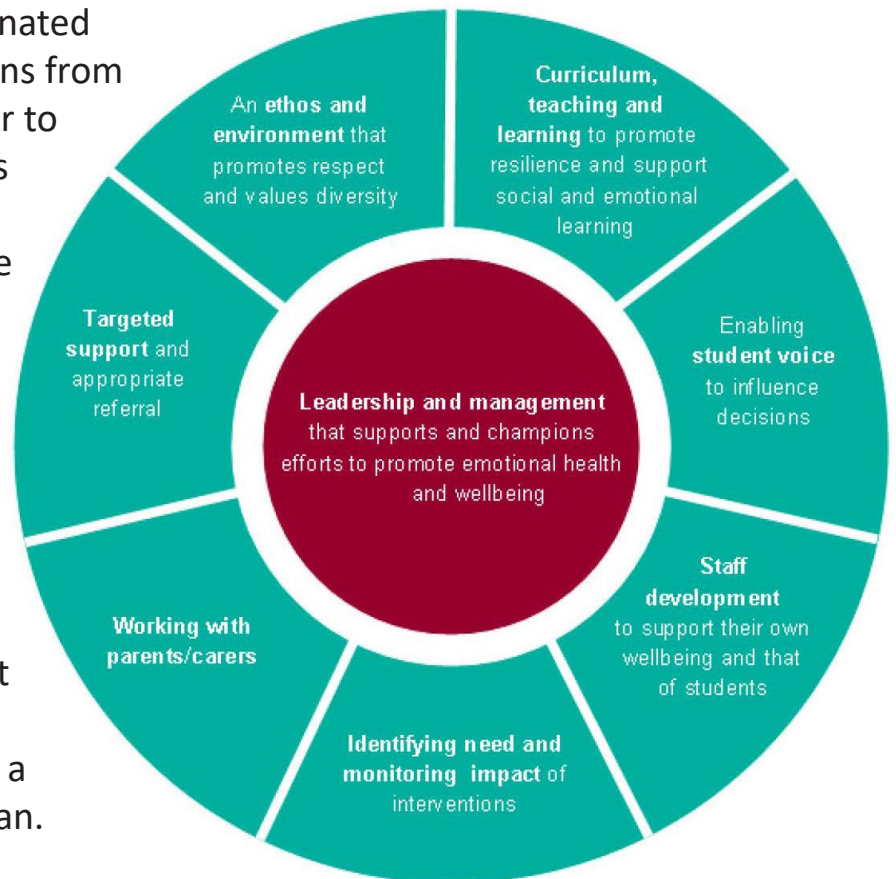 An ethos and
environment that
promotes respect
and values diversity
Curriculum,
teaching and
learning to promote
resilience and support
social and emotional
learning
Enabling
student voice
to influence
decisions
Staff
development
to support their own
wellbeing and that
of students
Identifying need and
monitoring impact of
interventions
Working with
parents/carers
Targeted
support and
appropriate
referral
Leadership and management
that supports and champions
efforts to promote emotional health
and wellbeing
nated
ns from
r to
s
e
t
a
an.